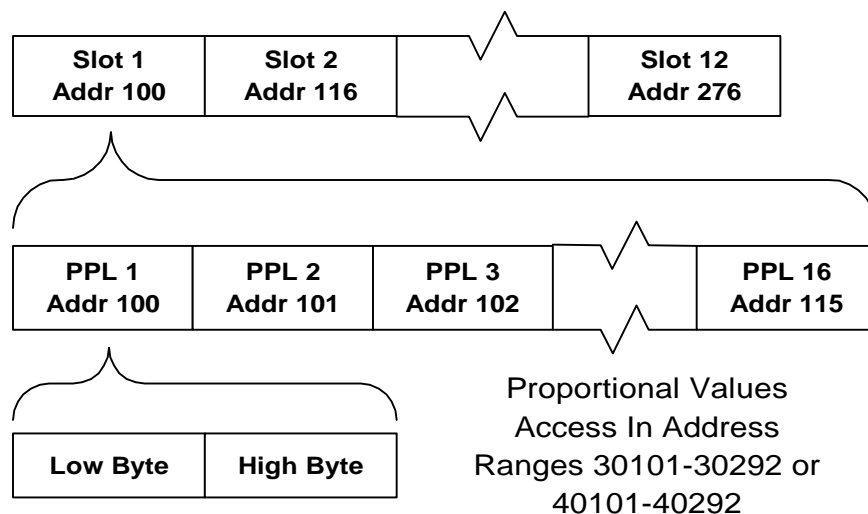 Slot 1
Addr 100
Slot 2
Addr 116
Slot 12
Addr 276
PPL 1
Addr 100
PPL 2
Addr 101
PPL 3
Addr 102
PPL 16
Addr 115
Low Byte
High Byte
Proportional Values
Access In Address
Ranges 30101-30292 or
40101-40292